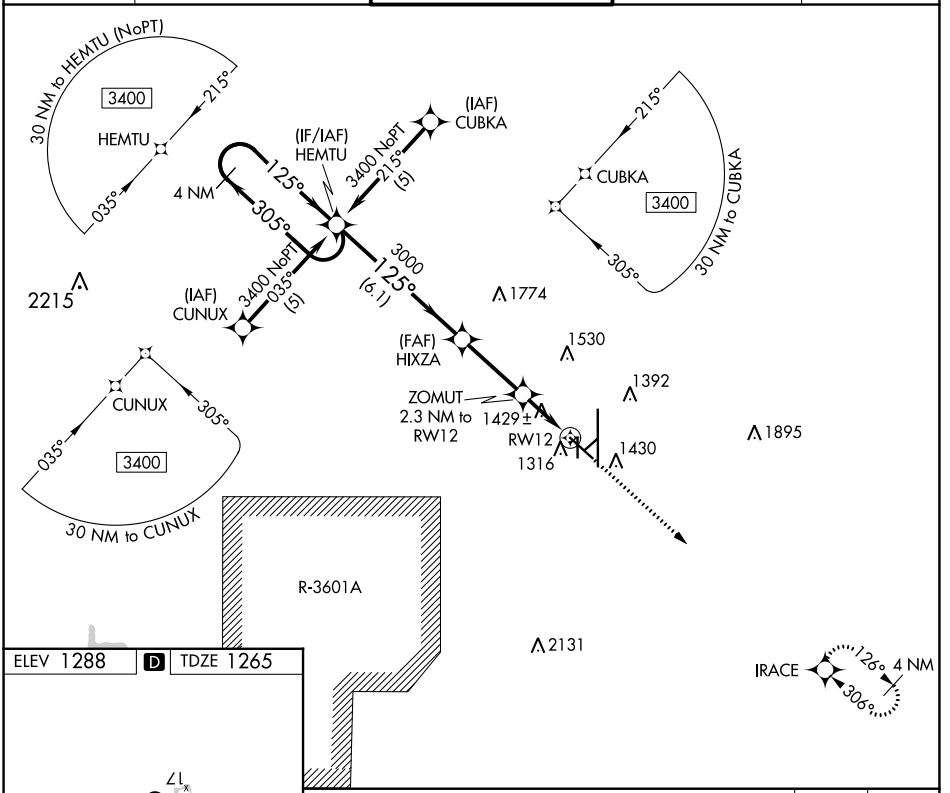 30 NM to HEMTU (NoPT)
3400
215°
HEMTU
035°
(IAF)
CUBKA
(IF/IAF)
HEMTU
3400 NoPT
215°
(5)
125°
4 NM
305°
215°
CUBKA
3400
305°
30 NM to CUBKA
2215
(IAF)
CUNUX
3400 NoPT
035°
(5)
3000
125°
(6.1)
1774
(FAF)
HIXZA
1530
1392
ZOMUT
2.3 NM to
RW12
1429±
RW12
1316
1430
1895
CUNUX
035°
305°
3400
30 NM to CUNUX
R-3601A
2131
IRACE
126°
4 NM
306°
ELEV 1288
D
TDZE 1265
17